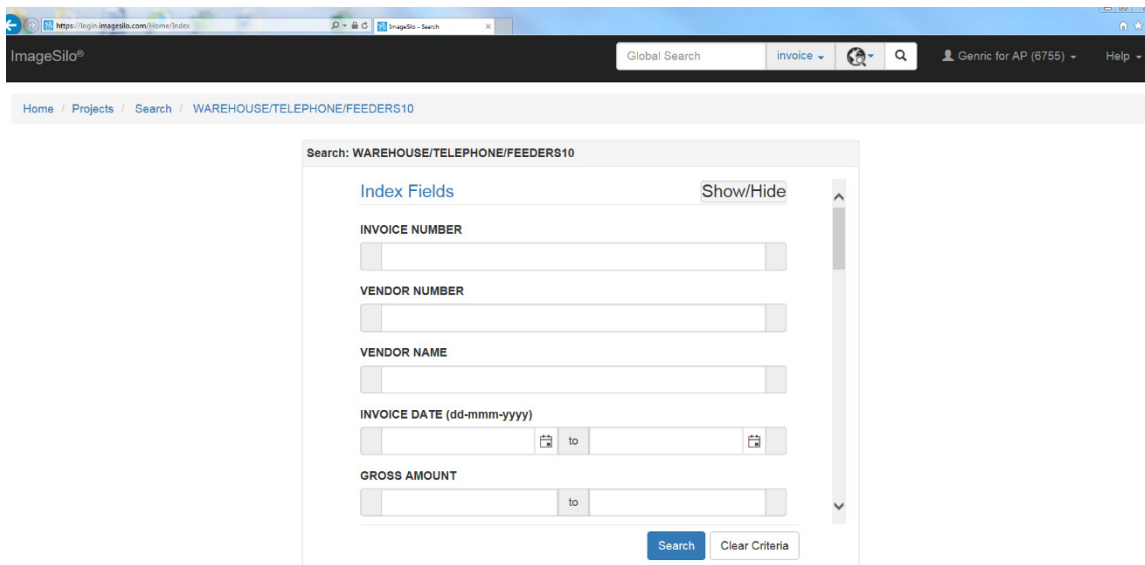 https://login.imagesilo.com/Home/Index
ImageSilo - Search
ImageSilo®
Global Search
invoice
Genric for AP (6755)
Help
Home / Projects / Search / WAREHOUSE/TELEPHONE/FEEDERS10
Search: WAREHOUSE/TELEPHONE/FEEDERS10
Index Fields
Show/Hide
INVOICE NUMBER
VENDOR NUMBER
VENDOR NAME
INVOICE DATE (dd-mmm-yyyy)
to
GROSS AMOUNT
to
Search
Clear Criteria